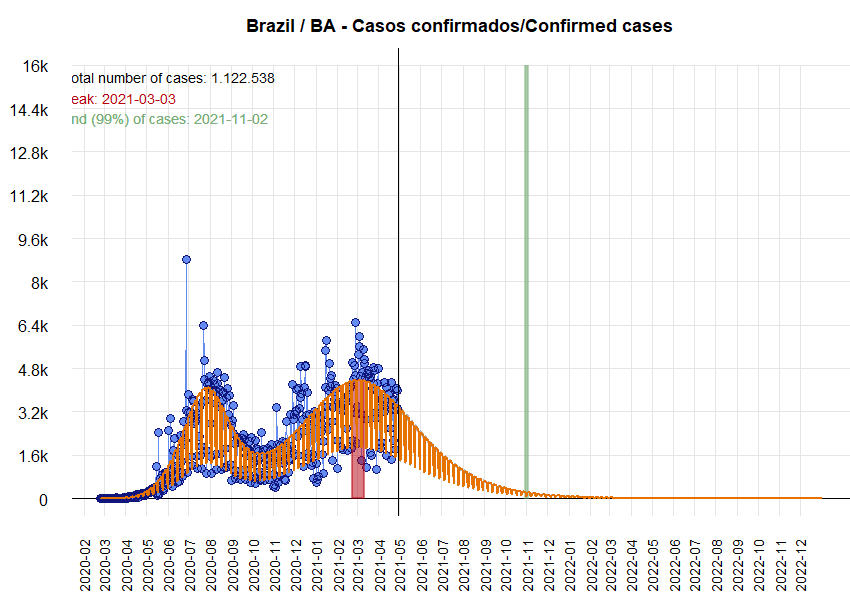 Brazil / BA - Casos confirmados/Confirmed cases
16k
otal number of cases: 1.122.538
eak: 2021-03-03
14.4k
nd (99%) of cases: 2021-11-02
12.8k
11.2k
9.6k
8k
6.4k
4.8k
3.2k
1.6k
0
2020-02
2020-03
2020-04
2020-05
2020-06
2020-07
2020-08
2020-09
2020-10
2020-11
2020-12
2021-01
2021-02
2021-03
2021-04
2021-05
2021-06
2021-07
2021-08
2021-09
2021-10
2021-11
2021-12
2022-01
2022-02
2022-03
2022-04
2022-05
2022-06
2022-07
2022-08
2022-09
2022-10
2022-11
2022-12